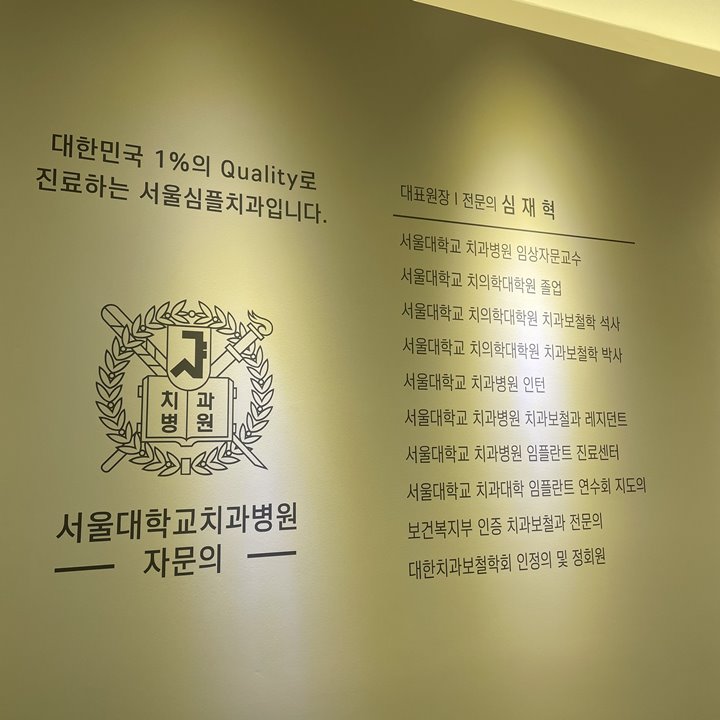 대한민국 1%의 Quality로
진료하는 서울심플치과입니다.
치과
병원
서울대학교치과병원
자문의
대표원장 | 전문의 심재혁
서울대학교 치과병원 임상자문교수
서울대학교 치의학대학원 졸업
서울대학교 치의학대학원 치과보철학 석사
서울대학교 치의학대학원 치과보철학 박사
서울대학교 치과병원 인턴
서울대학교 치과병원 치과보철과 레지던트
서울대학교 치과병원 임플란트 진료센터
서울대학교 치과대학 임플란트 연수회 지도의
보건복지부 인증 치과보철과 전문의
대한치과보철학회 인정의 및 정회원